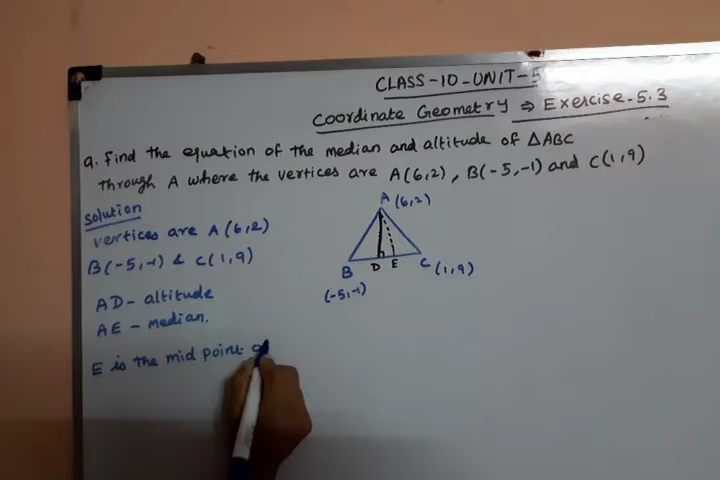 CLASS-10-UNIT-5
Coordinate Geometry ⇒ Exercise-5.3
Q. Find the equation of the median and altitude of ΔABC
through A where the vertices are A(6,2), B(-5,-1) and C(1,9)
Solution
vertices are A(6,2)
B(-5,-1) & C(1,9)
AD - altitude
AE - median.
E is the mid point o
A (6,2)
B
D
E
C (1,9)
(-5,-1)